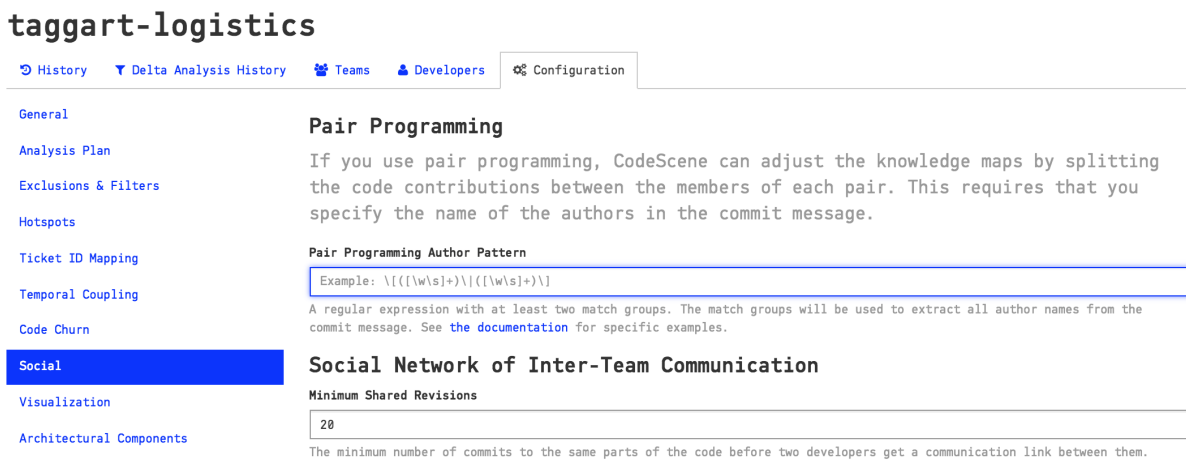 taggart-logistics
History Delta Analysis History Teams Developers Configuration
General
Analysis Plan
Exclusions & Filters
Hotspots
Ticket ID Mapping
Temporal Coupling
Code Churn
Social
Visualization
Architectural Components
Pair Programming
If you use pair programming, CodeScene can adjust the knowledge maps by splitting
the code contributions between the members of each pair. This requires that you
specify the name of the authors in the commit message.
Pair Programming Author Pattern
Example: \[([\w\s]+)\|([\w\s]+)\]
A regular expression with at least two match groups. The match groups will be used to extract all author names from the
commit message. See the documentation for specific examples.
Social Network of Inter-Team Communication
Minimum Shared Revisions
20
The minimum number of commits to the same parts of the code before two developers get a communication link between them.